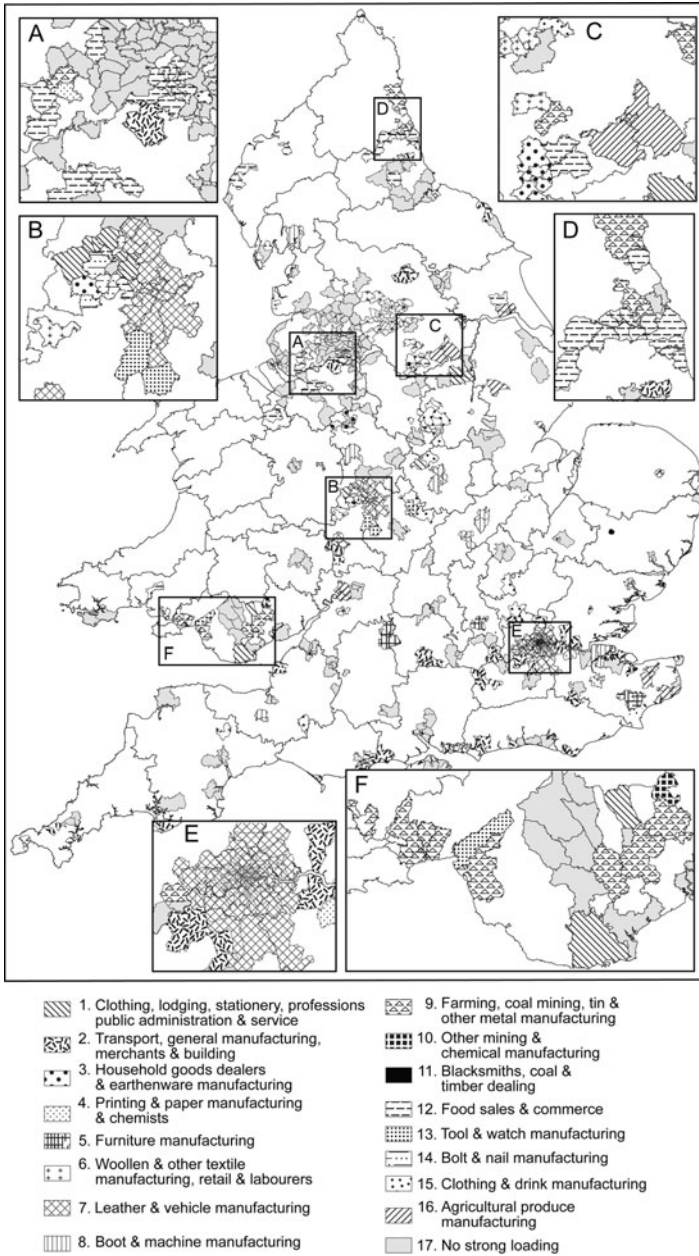 A
C
D
B
D
A
C
B
E
F
F
E
1. Clothing, lodging, stationery, professions
public administration & service
2. Transport, general manufacturing,
merchants & building
3. Household goods dealers
& earthenware manufacturing
4. Printing & paper manufacturing
& chemists
5. Furniture manufacturing
6. Woollen & other textile
manufacturing, retail & labourers
7. Leather & vehicle manufacturing
8. Boot & machine manufacturing
9. Farming, coal mining, tin &
other metal manufacturing
10. Other mining &
chemical manufacturing
11. Blacksmiths, coal &
timber dealing
12. Food sales & commerce
13. Tool & watch manufacturing
14. Bolt & nail manufacturing
15. Clothing & drink manufacturing
16. Agricultural produce
manufacturing
17. No strong loading